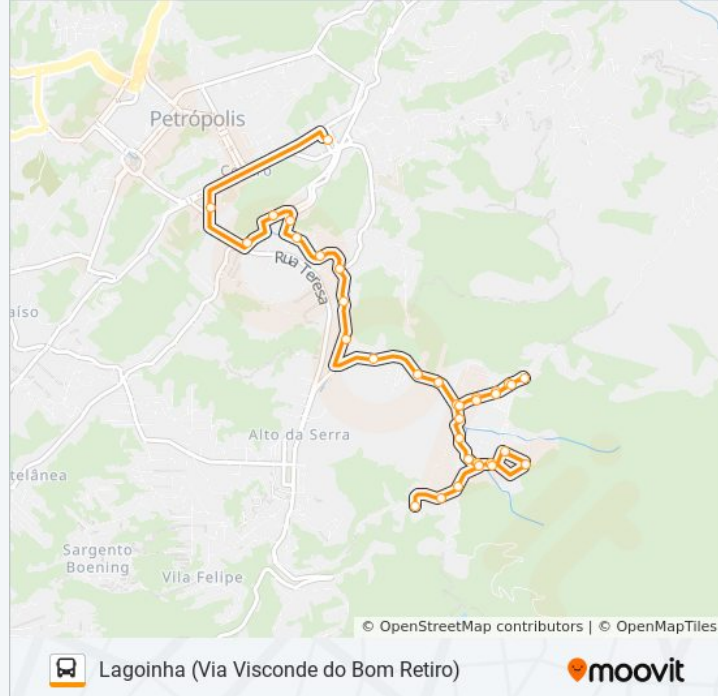 Petrópolis
Centro
Rua Teresa
aíso
Alto da Serra
telânea
Sargento
Boening
Vila Felipe
© OpenStreetMap contributors | © OpenMapTiles
Lagoinha (Via Visconde do Bom Retiro)
moovit